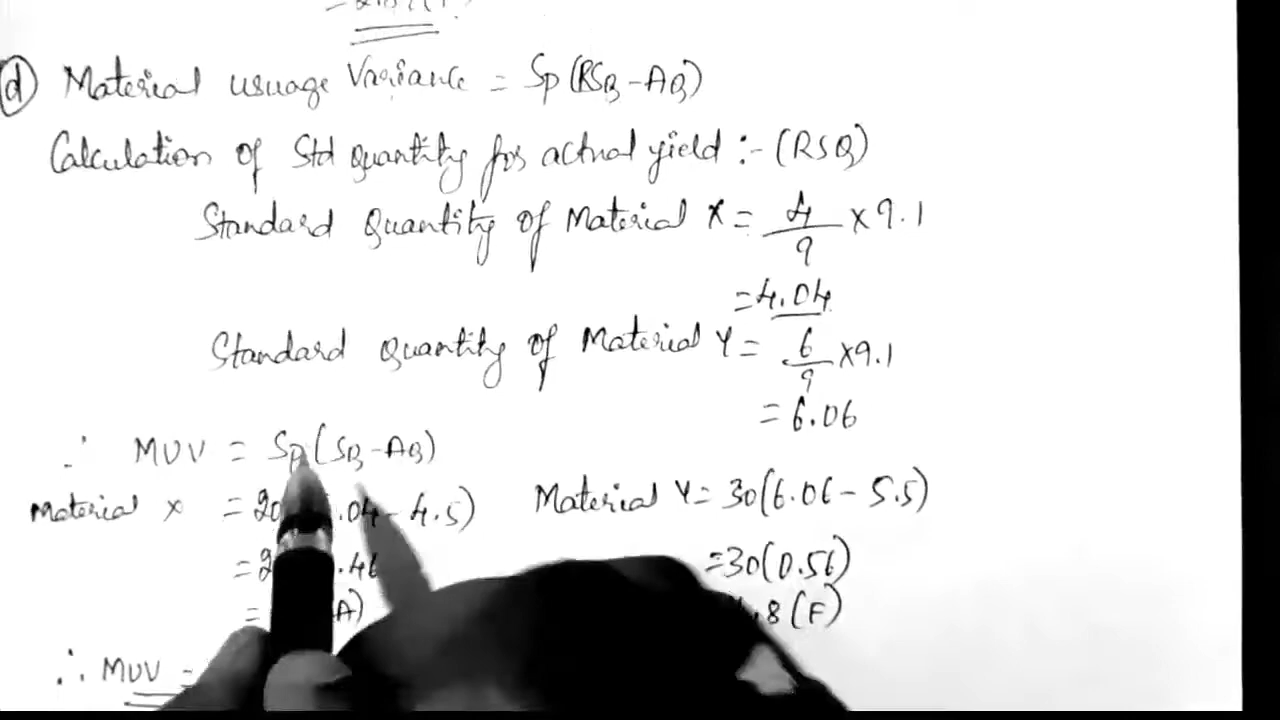 (d) Material usuage Variance = Sp (RSQ - AQ)
Calculation of Std Quantity for actual yield :- (RSQ)
Standard Quantity of Material X = 4/9 × 9.1
= 4.04
Standard Quantity of Material Y = 6/9 × 9.1
= 6.06
∴ MUV = Sp (SQ - AQ)
Material X = 20 .04 - 4.5)
= .46
= A)
Material Y = 30(6.06 - 5.5)
= 30(0.56)
.8 (F)
∴ MUV =